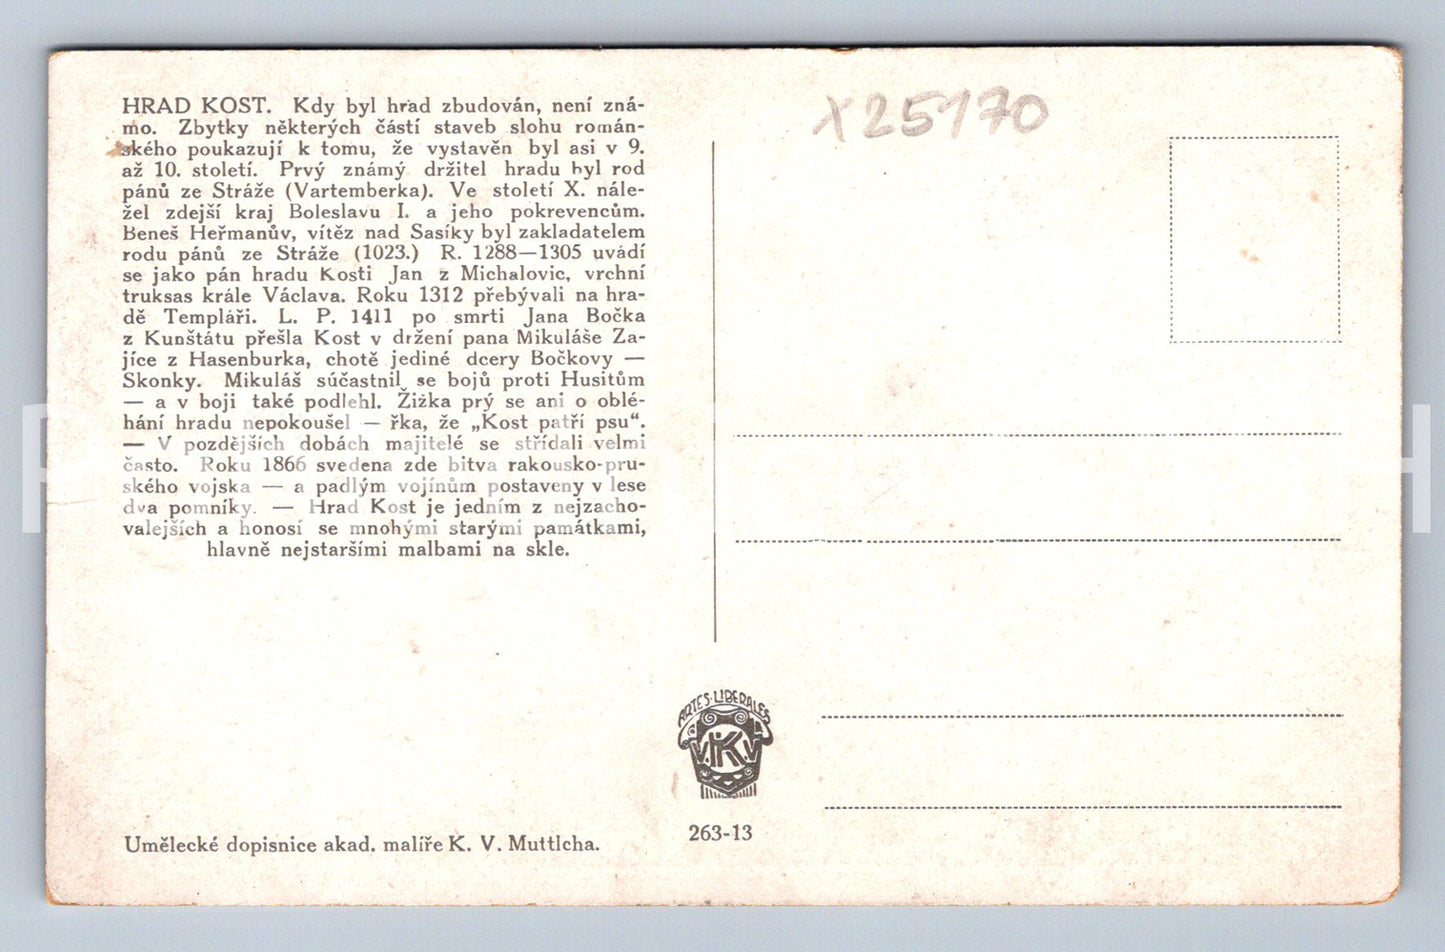 HRAD KOST. Kdy byl hrad zbudován, není zná-
mo. Zbytky některých částí staveb slohu román-
ského poukazují k tomu, že vystavěn byl asi v 9.
až 10. století. Prvý známý držitel hradu byl rod
pánů ze Stráže (Vartemberka). Ve století X. nále-
žel zdejší kraj Boleslavu I. a jeho pokrevencům.
Beneš Heřmanův, vítěz nad Sasíky byl zakladatelem
rodu pánů ze Stráže (1023.) R. 1288—1305 uvádí
se jako pán hradu Kosti Jan z Michalovic, vrchní
truksas krále Václava. Roku 1312 přebývali na hra-
dě Templáři. L. P. 1411 po smrti Jana Bočka
z Kunštátu přešla Kost v držení pana Mikuláše Za-
jíce z Hasenburka, chotě jediné dcery Bočkovy —
Skonky. Mikuláš súčastnil se bojů proti Husitům
— a v boji také podlehl. Žižka prý se ani o oblé-
hání hradu nepokoušel — řka, že „Kost patří psu“.
— V pozdějších dobách majitelé se střídali velmi
často. Roku 1866 svedena zde bitva rakousko-pru-
ského vojska — a padlým vojínům postaveny v lese
dva pomníky. — Hrad Kost je jedním z nejzacho-
valejších a honosí se mnohými starými památkami,
hlavně nejstaršími malbami na skle.
Umělecké dopisnice akad. malíře K. V. Muttlcha.
ARTES·LIBERALES
V.K.V.
263-13
X25170